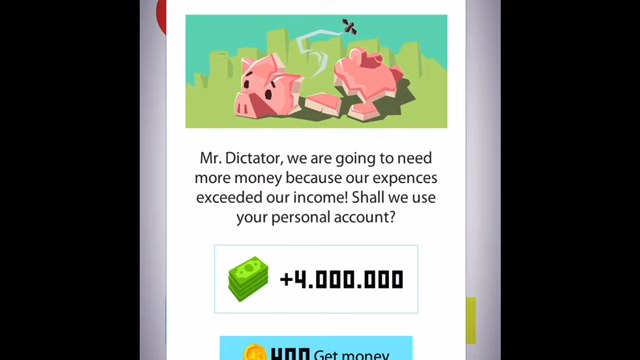 Mr. Dictator, we are going to need
more money because our expences
exceeded our income! Shall we use
your personal account?
+4.000.000
400 Get money